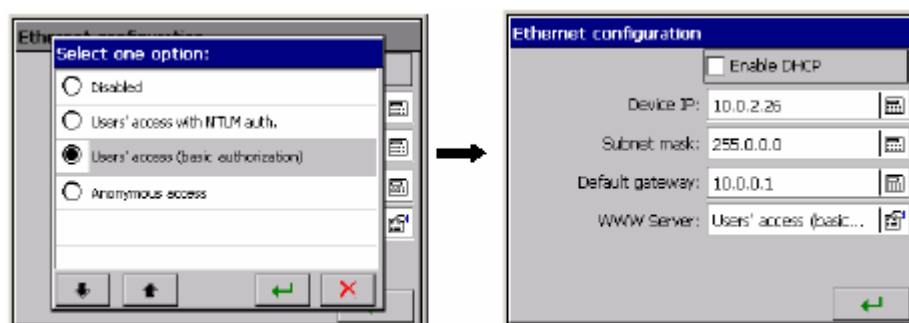 Ethernet configuration
Select one option:
Disabled
Users' access with NTLM auth.
Users' access (basic authorization)
Anonymous access
Ethernet configuration
Enable DHCP
Device IP: 10.0.2.26
Subnet mask: 255.0.0.0
Default gateway: 10.0.0.1
WWW Server: Users' access (basic...